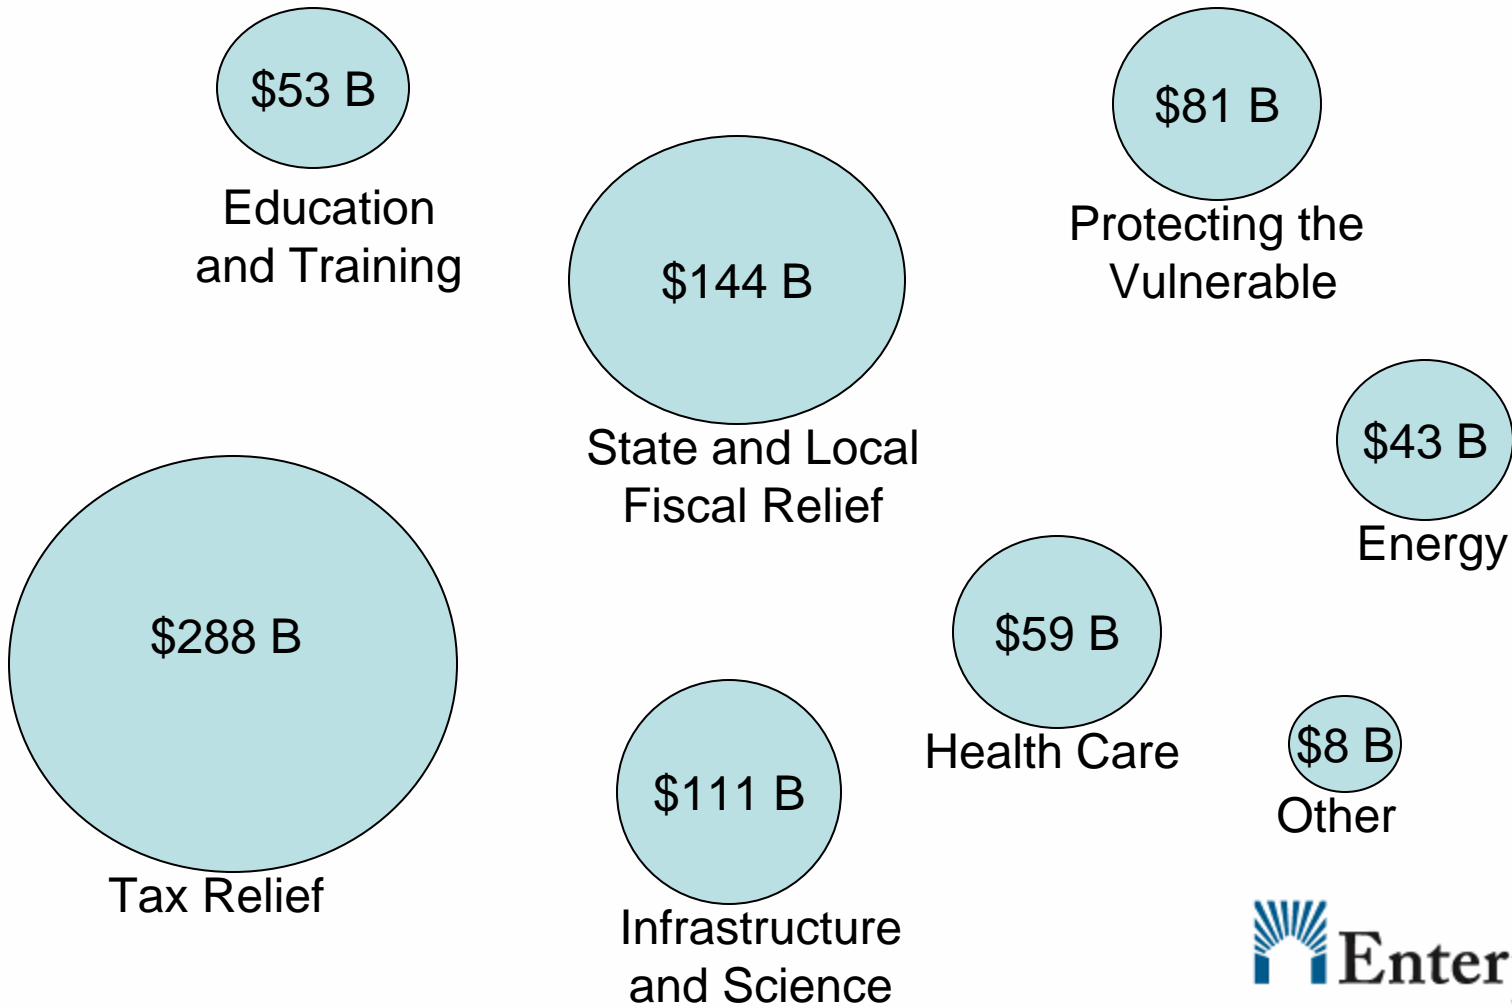 $53 B
Education
and Training
$81 B
Protecting the
Vulnerable
$144 B
State and Local
Fiscal Relief
$43 B
Energy
$288 B
Tax Relief
$59 B
Health Care
$111 B
Infrastructure
and Science
$8 B
Other
Enter